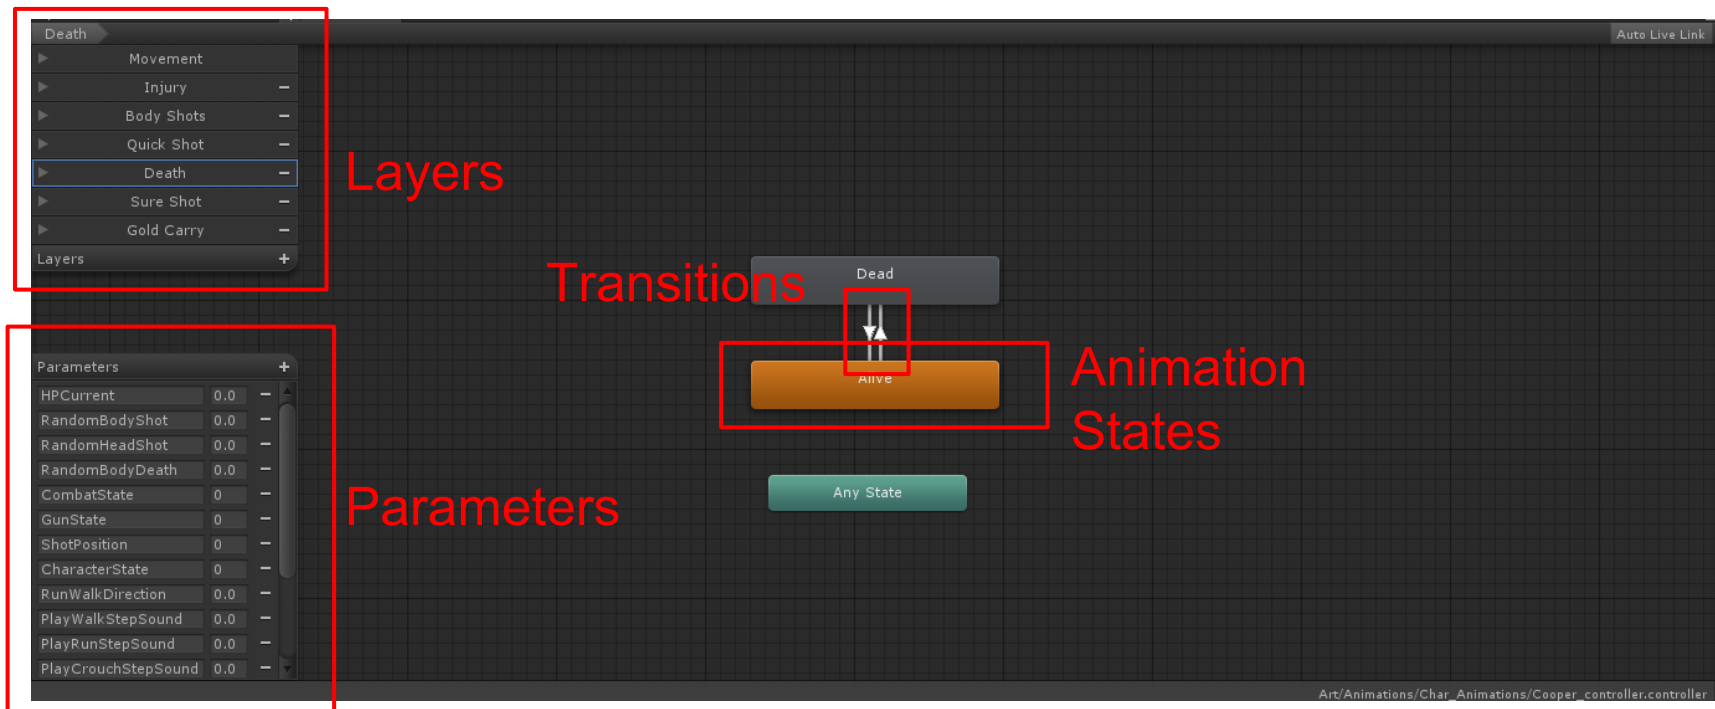 Death
Auto Live Link
Movement
Injury
Body Shots
Quick Shot
Death
Sure Shot
Gold Carry
Layers
Layers
Transitions
Dead
Alive
Animation
States
Any State
Parameters
HPCurrent 0.0
RandomBodyShot 0.0
RandomHeadShot 0.0
RandomBodyDeath 0.0
CombatState 0
GunState 0
ShotPosition 0
CharacterState 0
RunWalkDirection 0.0
PlayWalkStepSound 0.0
PlayRunStepSound 0.0
PlayCrouchStepSound 0.0
Parameters
Art/Animations/Char_Animations/Cooper_controller.controller